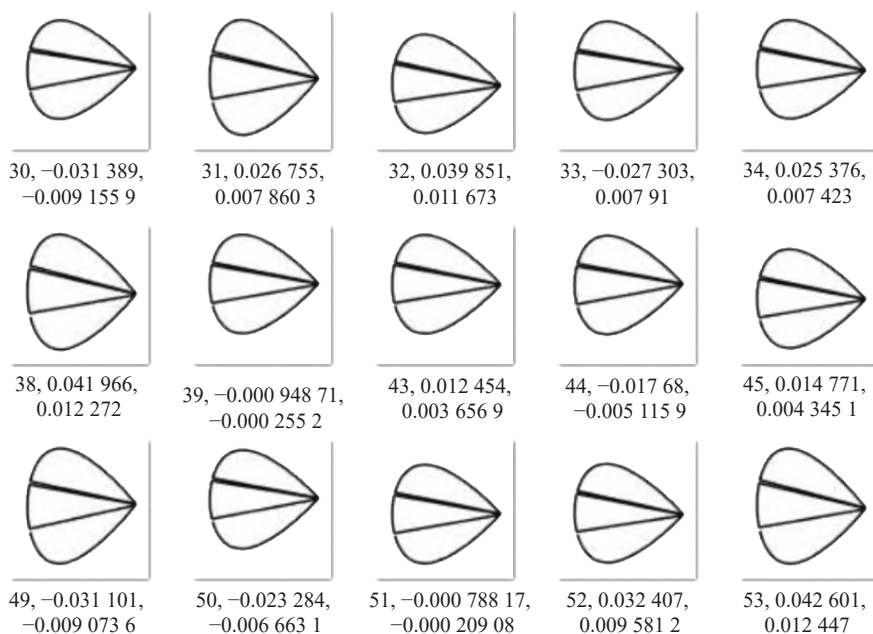 30, −0.031 389,
−0.009 155 9
31, 0.026 755,
0.007 860 3
32, 0.039 851,
0.011 673
33, −0.027 303,
0.007 91
34, 0.025 376,
0.007 423
38, 0.041 966,
0.012 272
39, −0.000 948 71,
−0.000 255 2
43, 0.012 454,
0.003 656 9
44, −0.017 68,
−0.005 115 9
45, 0.014 771,
0.004 345 1
49, −0.031 101,
−0.009 073 6
50, −0.023 284,
−0.006 663 1
51, −0.000 788 17,
−0.000 209 08
52, 0.032 407,
0.009 581 2
53, 0.042 601,
0.012 447